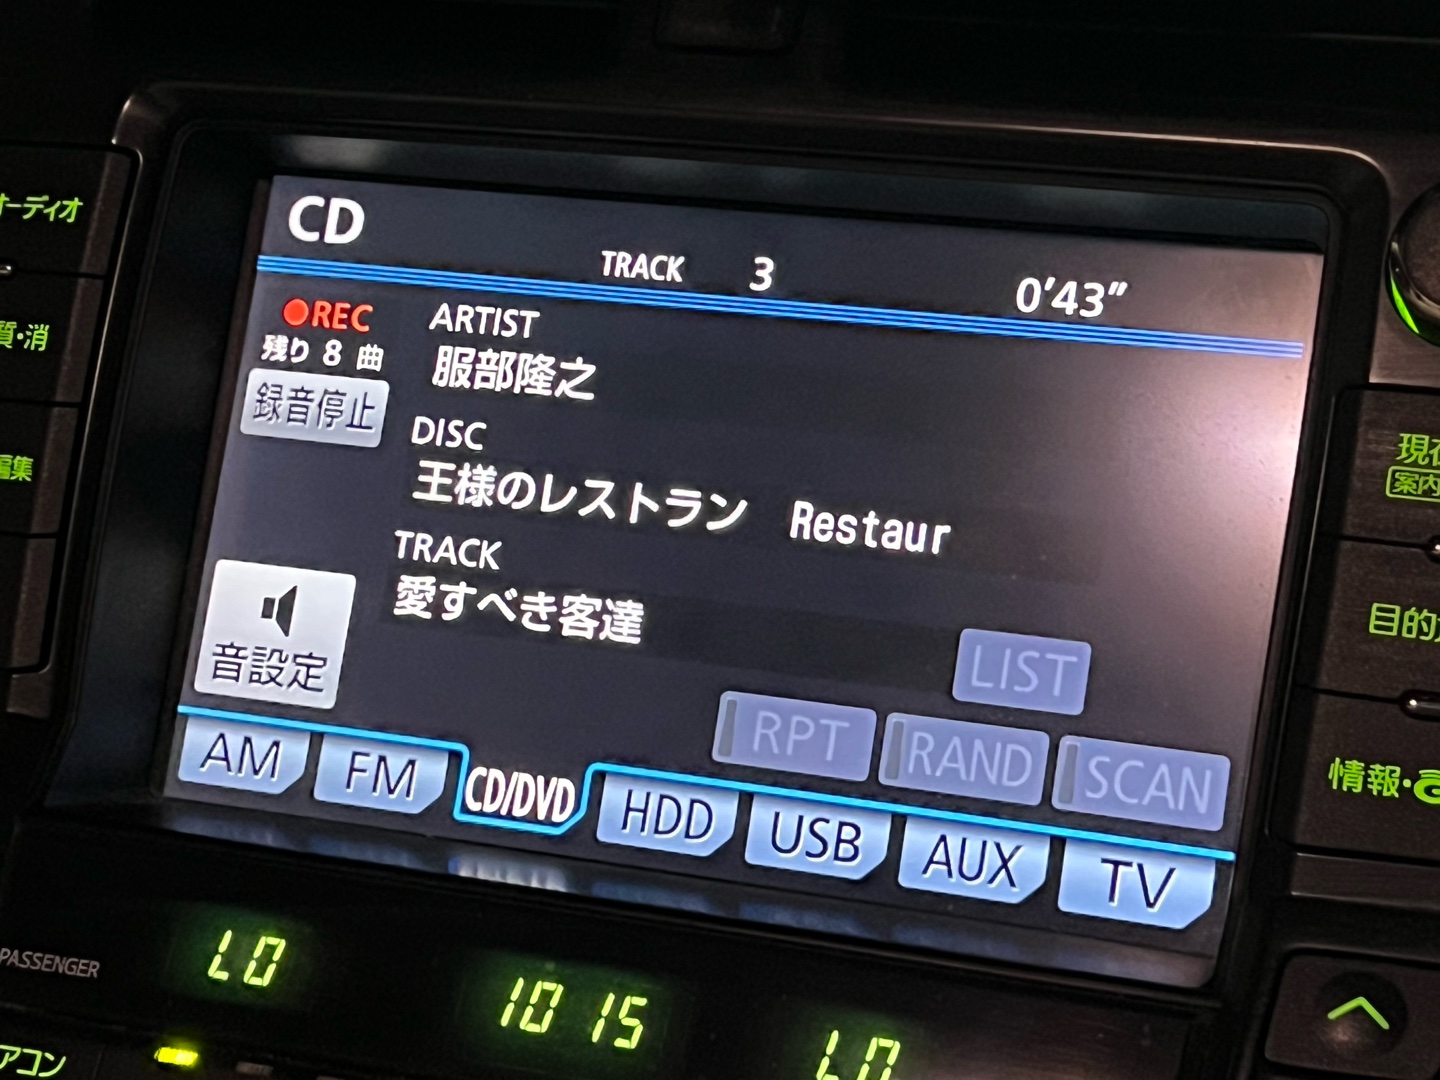 CD
TRACK 3 0'43"
●REC
残り 8 曲
録音停止
ARTIST
服部隆之
DISC
王様のレストラン Restaur
TRACK
愛すべき客達
音設定
LIST
RPT RAND SCAN
AM FM CD/DVD HDD USB AUX TV
オーディオ
質・消
編集
現在
案内
目的
情報・
PASSENGER
LO 10 15 LO
アコン